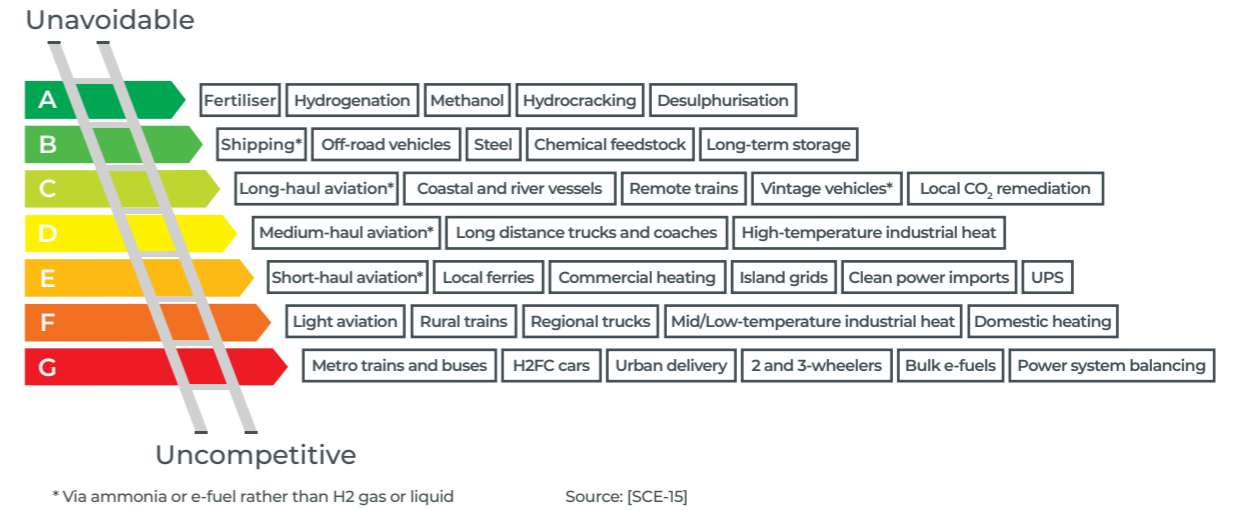 Unavoidable
A Fertiliser Hydrogenation Methanol Hydrocracking Desulphurisation
B Shipping* Off-road vehicles Steel Chemical feedstock Long-term storage
C Long-haul aviation* Coastal and river vessels Remote trains Vintage vehicles* Local CO₂ remediation
D Medium-haul aviation* Long distance trucks and coaches High-temperature industrial heat
E Short-haul aviation* Local ferries Commercial heating Island grids Clean power imports UPS
F Light aviation Rural trains Regional trucks Mid/Low-temperature industrial heat Domestic heating
G Metro trains and buses H2FC cars Urban delivery 2 and 3-wheelers Bulk e-fuels Power system balancing
Uncompetitive
* Via ammonia or e-fuel rather than H2 gas or liquid Source: [SCE-15]